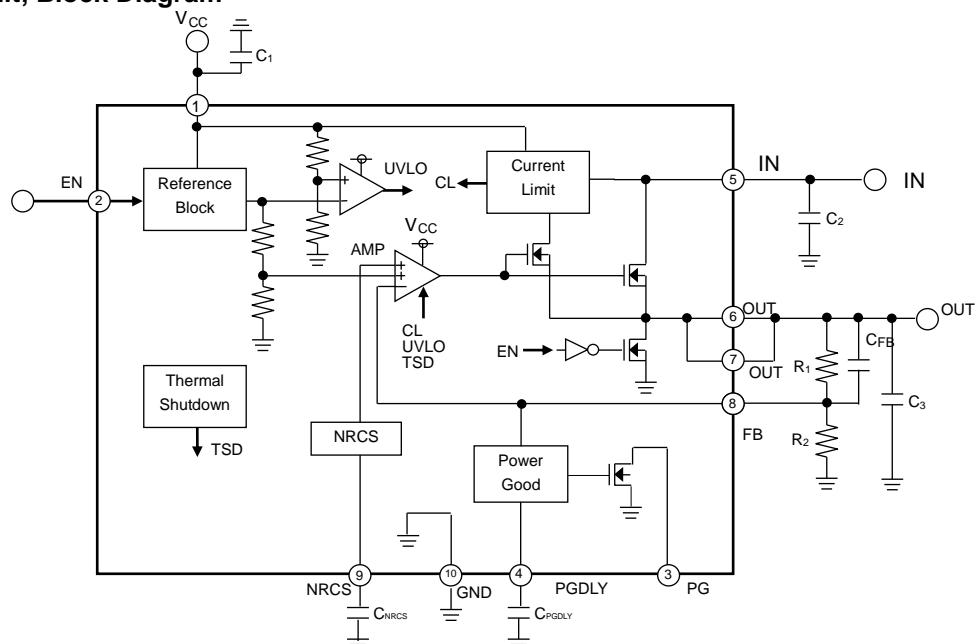 Block Diagram
VCC
C1
1
EN
2
Reference
Block
UVLO
CL
Current
Limit
5
IN
IN
C2
VCC
AMP
CL
UVLO
TSD
EN
6
OUT
OUT
7
OUT
CFB
R1
C3
8
FB
R2
Thermal
Shutdown
TSD
NRCS
Power
Good
9
NRCS
10
GND
4
PGDLY
3
PG
CNRCS
CPGDLY